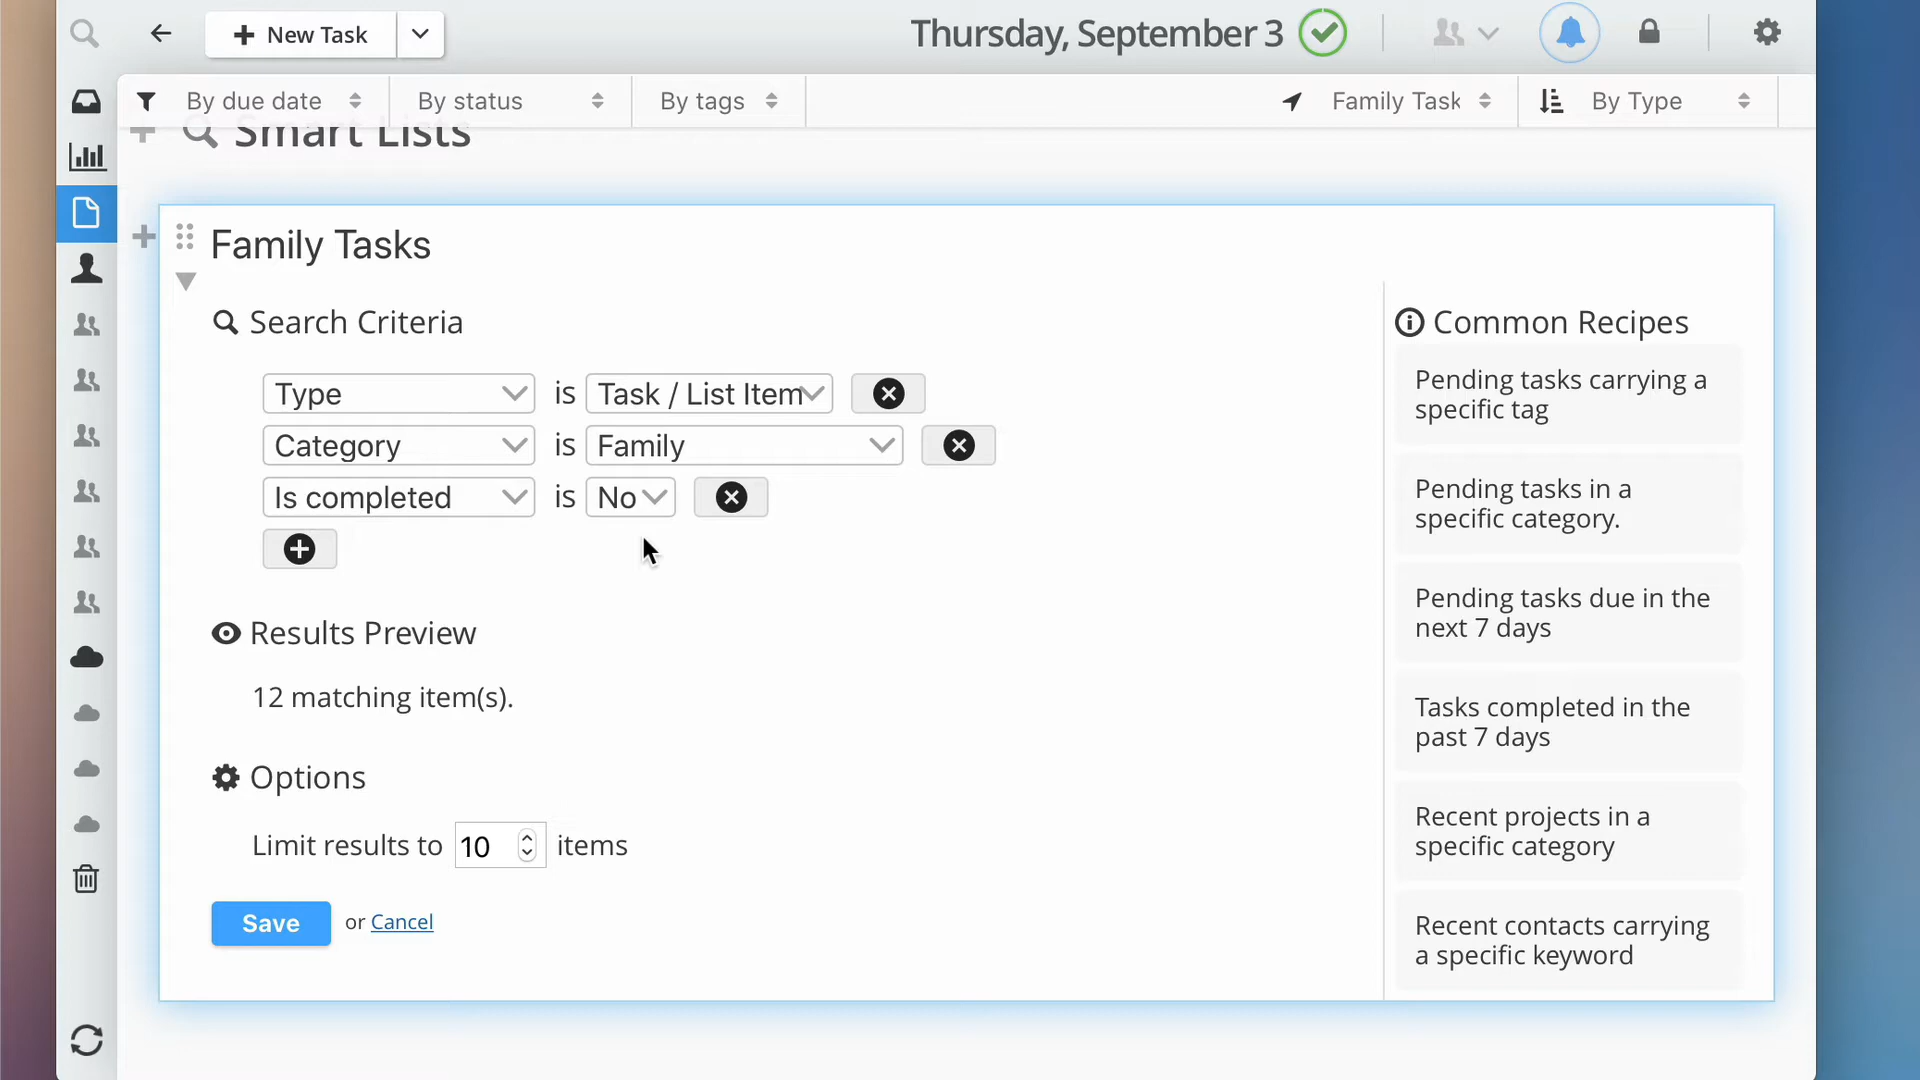 New Task
Thursday, September 3
By due date
By status
By tags
Family Task
By Type
Smart Lists
Family Tasks
Search Criteria
Type is Task / List Item
Category is Family
Is completed is No
Results Preview
12 matching item(s).
Options
Limit results to 10 items
Save or Cancel
Common Recipes
Pending tasks carrying a
specific tag
Pending tasks in a
specific category.
Pending tasks due in the
next 7 days
Tasks completed in the
past 7 days
Recent projects in a
specific category
Recent contacts carrying
a specific keyword